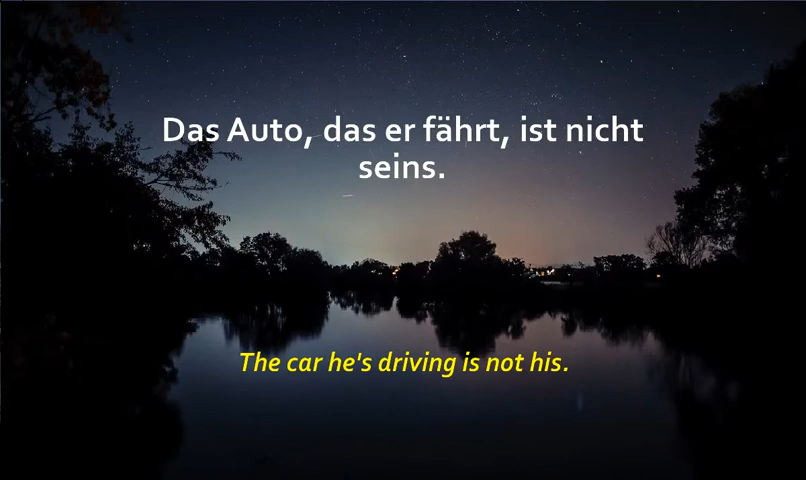 Das Auto, das er fährt, ist nicht
seins.
The car he's driving is not his.